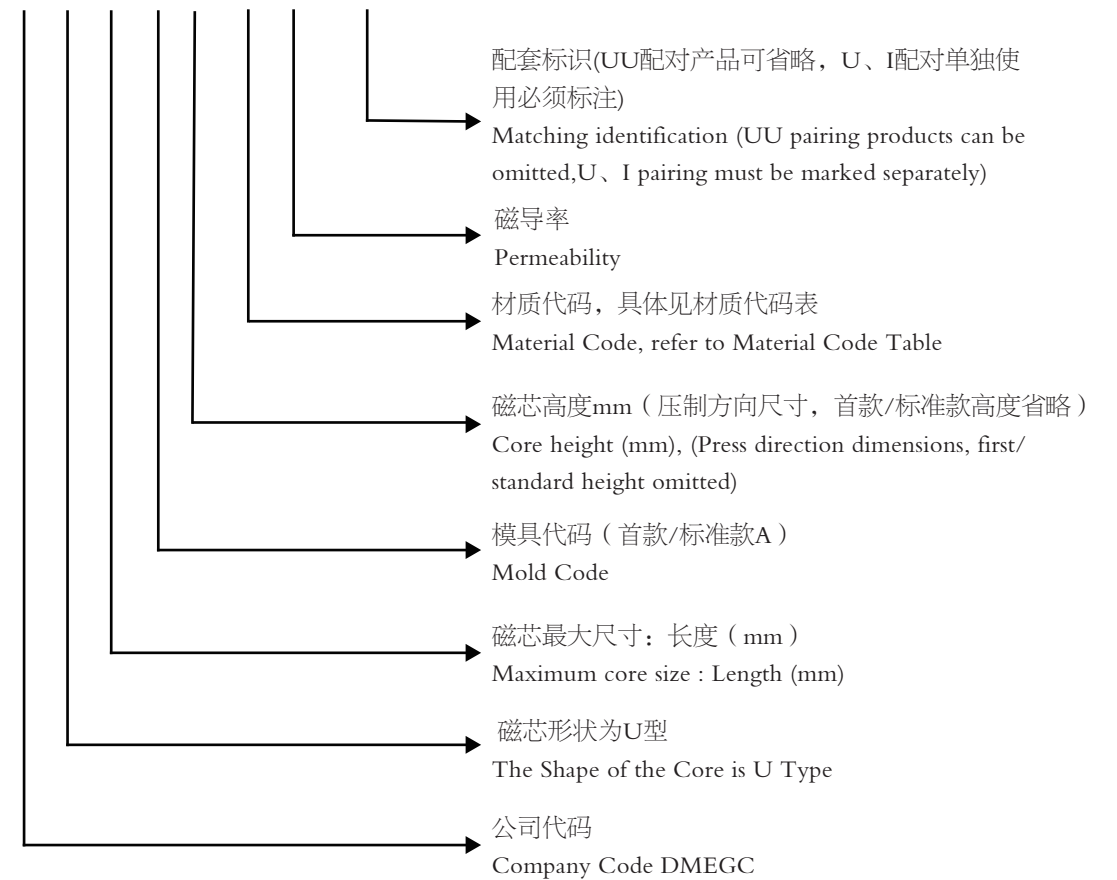 配套标识(UU配对产品可省略，U、I配对单独使
用必须标注)
Matching identification (UU pairing products can be
omitted,U、I pairing must be marked separately)
磁导率
Permeability
材质代码，具体见材质代码表
Material Code, refer to Material Code Table
磁芯高度mm（压制方向尺寸，首款/标准款高度省略）
Core height (mm), (Press direction dimensions, first/
standard height omitted)
模具代码（首款/标准款A）
Mold Code
磁芯最大尺寸：长度（mm）
Maximum core size : Length (mm)
磁芯形状为U型
The Shape of the Core is U Type
公司代码
Company Code DMEGC